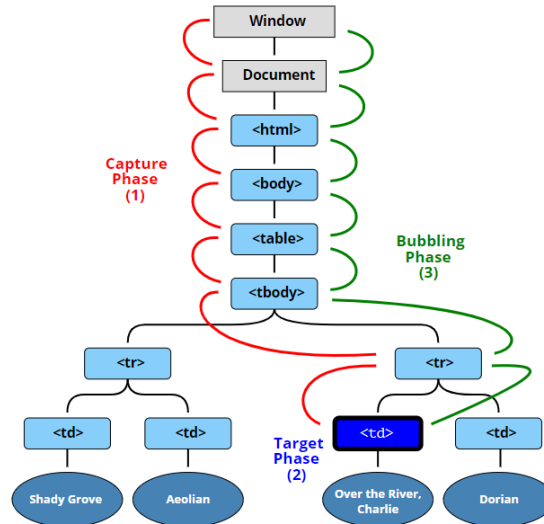 Window
Document
<html>
Capture
Phase
(1)
<body>
<table>
Bubbling
Phase
(3)
<tbody>
<tr>
<tr>
<td>
<td>
Target
Phase
(2)
<td>
<td>
Shady Grove
Aeolian
Over the River,
Charlie
Dorian